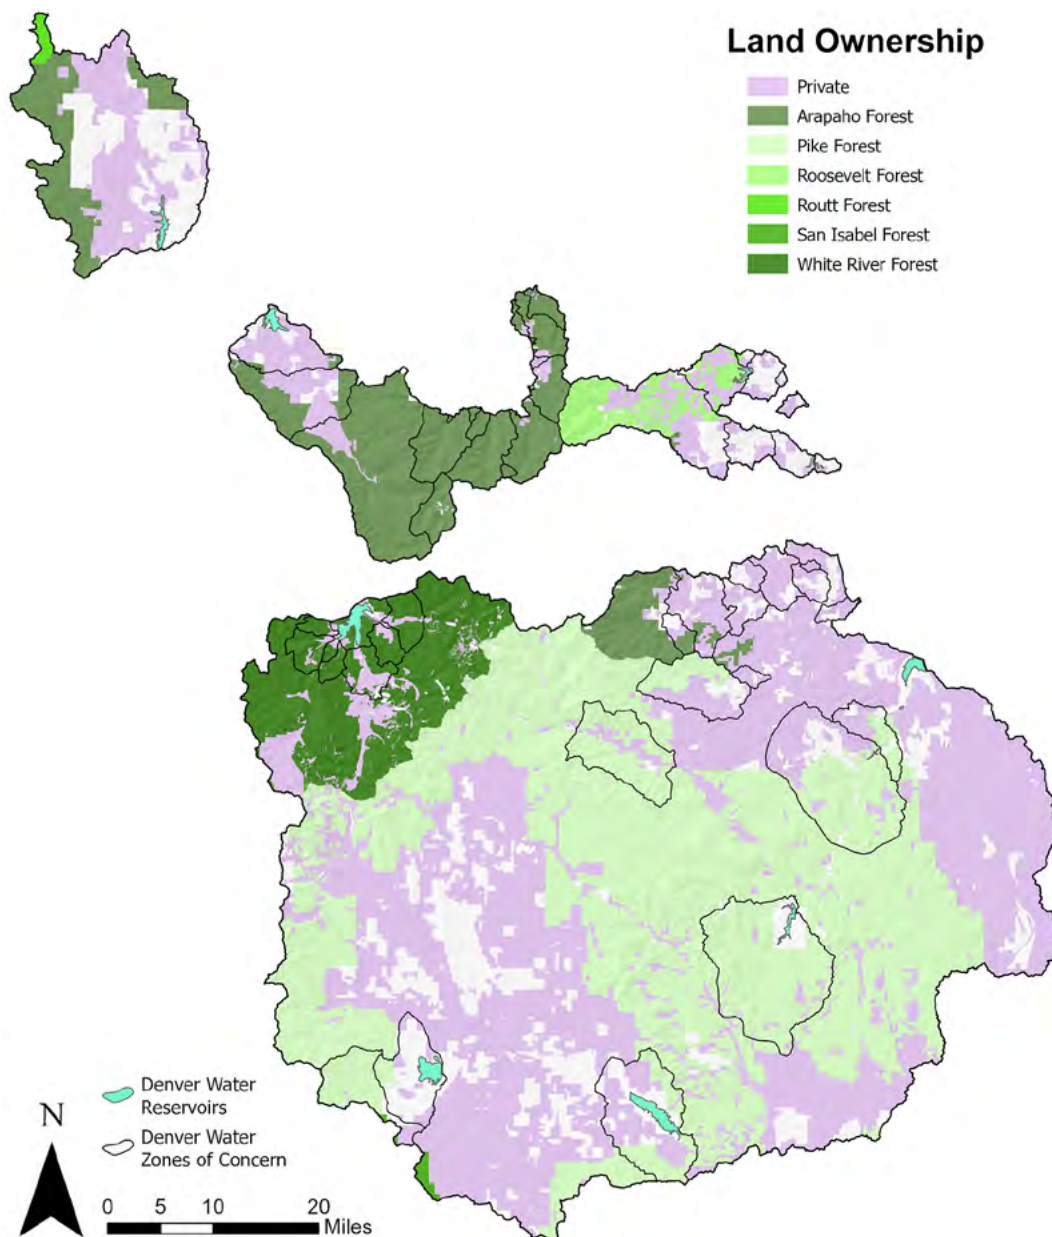 Land Ownership
Private
Arapaho Forest
Pike Forest
Roosevelt Forest
Routt Forest
San Isabel Forest
White River Forest
Denver Water
Reservoirs
Denver Water
Zones of Concern
N
0 5 10 20
Miles